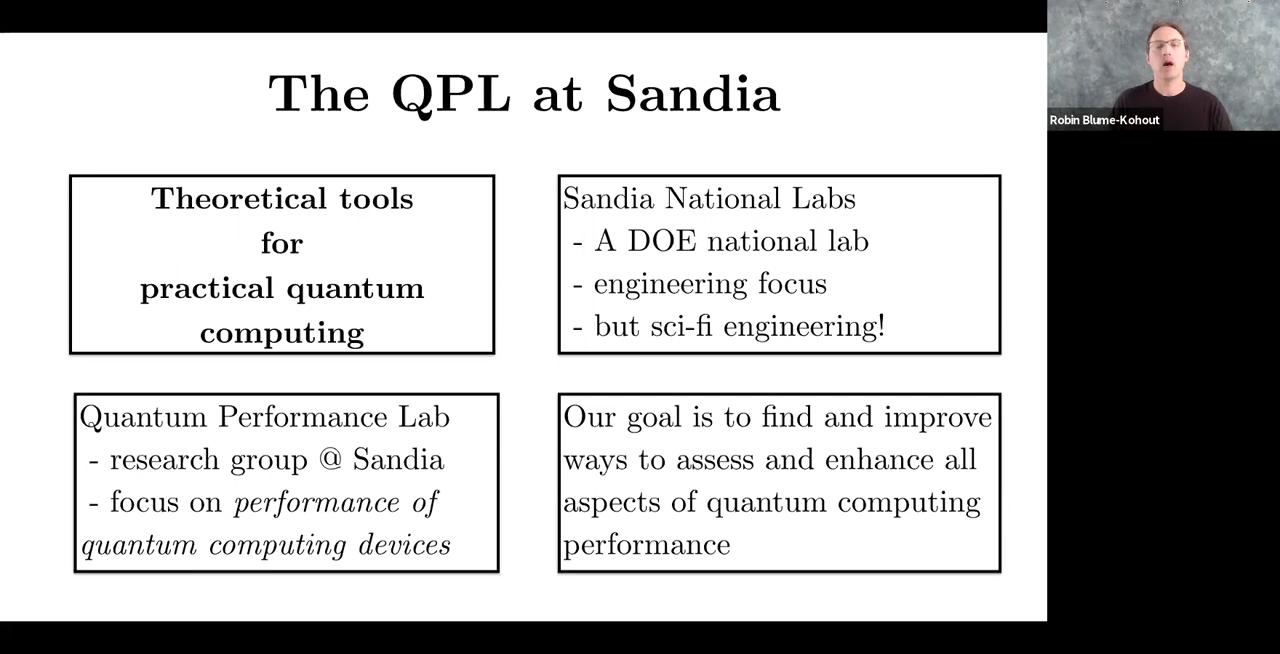 The QPL at Sandia
Theoretical tools
for
practical quantum
computing
Sandia National Labs
- A DOE national lab
- engineering focus
- but sci-fi engineering!
Quantum Performance Lab
- research group @ Sandia
- focus on performance of
quantum computing devices
Our goal is to find and improve
ways to assess and enhance all
aspects of quantum computing
performance
Robin Blume-Kohout